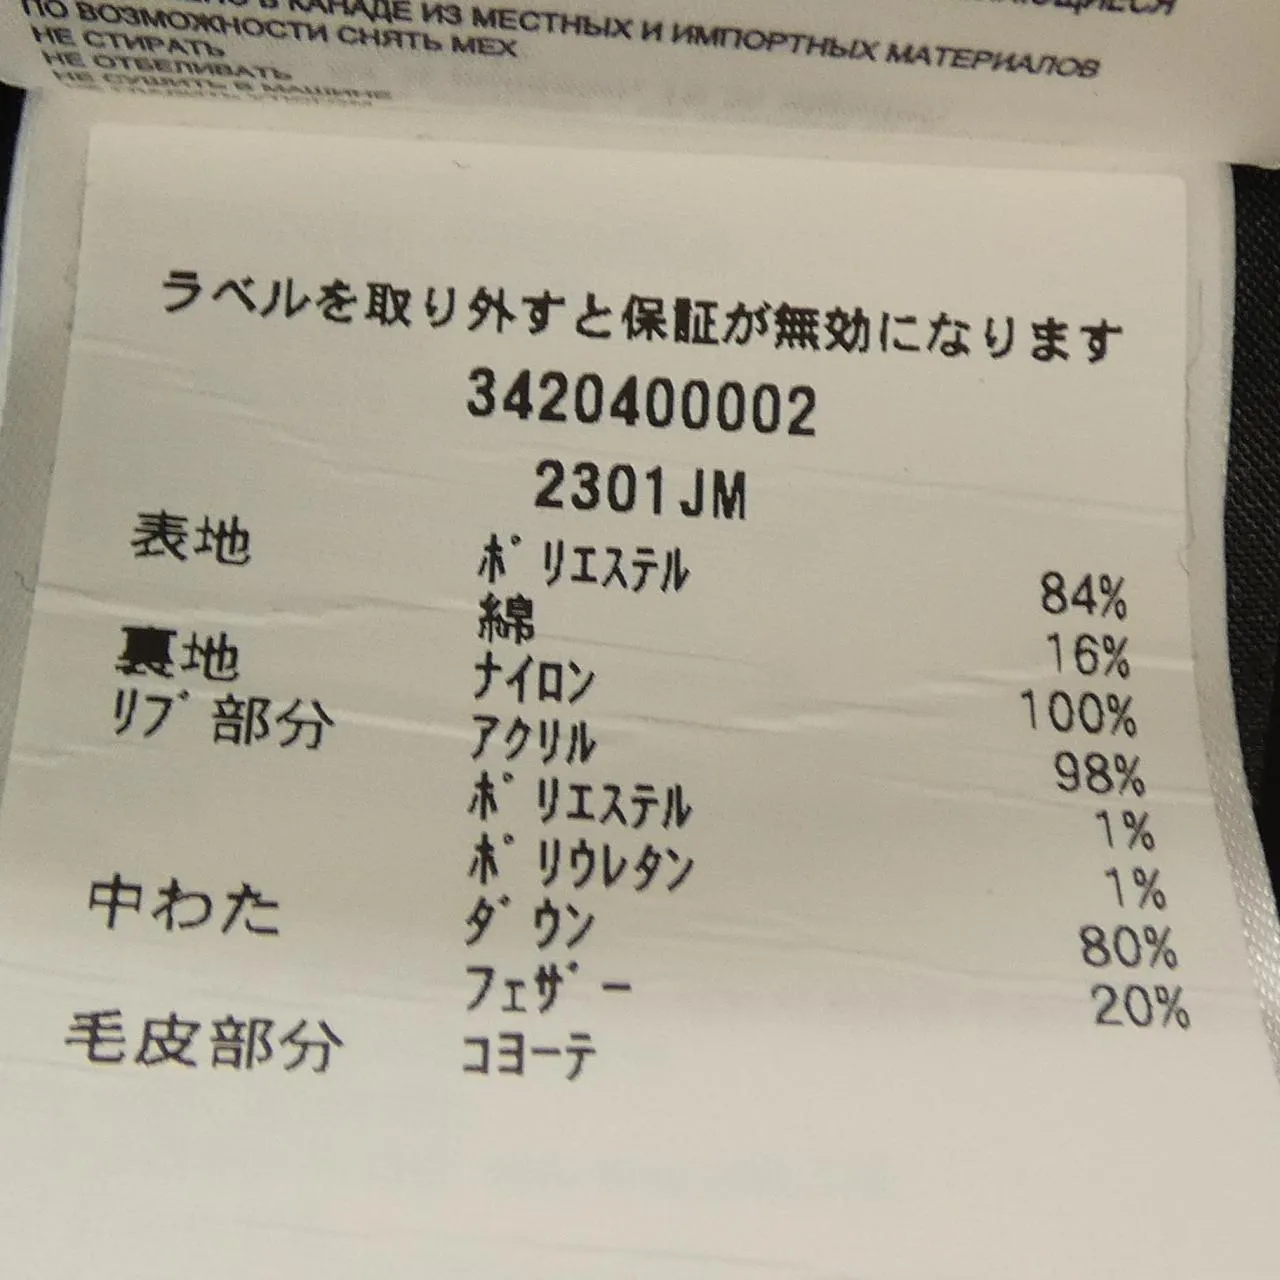 В КАНАДЕ ИЗ МЕСТНЫХ И ИМПОРТНЫХ МАТЕРИАЛОВ
ПО ВОЗМОЖНОСТИ СНЯТЬ МЕХ
НЕ СТИРАТЬ
НЕ ОТБЕЛИВАТЬ
НЕ СУШИТЬ В МАШИНЕ
ラベルを取り外すと保証が無効になります
3420400002
2301JM
表地 ポリエステル 84%
綿 16%
裏地 ナイロン 100%
リブ部分 アクリル 98%
ポリエステル 1%
ポリウレタン 1%
中わた ダウン 80%
フェザー 20%
毛皮部分 コヨーテ